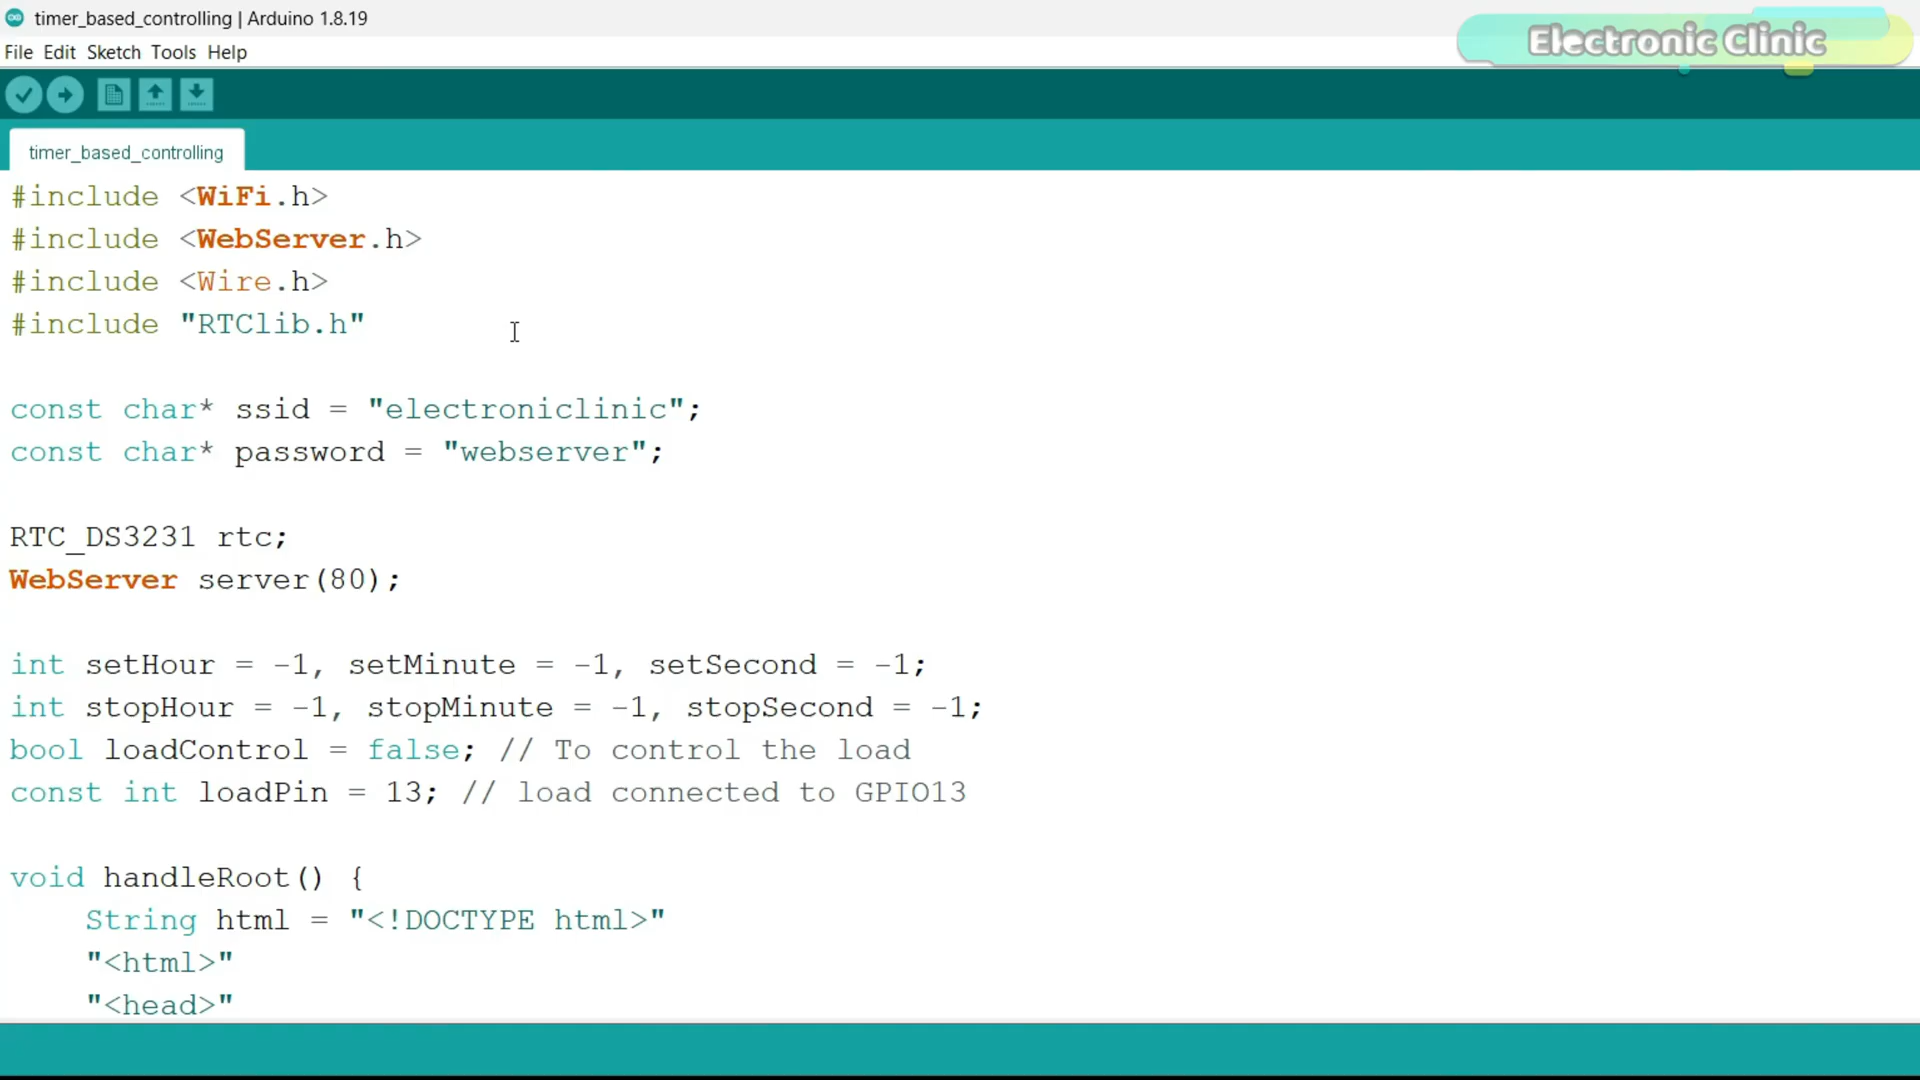 timer_based_controlling | Arduino 1.8.19
Electronic Clinic
File Edit Sketch Tools Help
timer_based_controlling
#include <WiFi.h>
#include <WebServer.h>
#include <Wire.h>
#include "RTClib.h"
const char* ssid = "electroniclinic";
const char* password = "webserver";
RTC_DS3231 rtc;
WebServer server(80);
int setHour = -1, setMinute = -1, setSecond = -1;
int stopHour = -1, stopMinute = -1, stopSecond = -1;
bool loadControl = false; // To control the load
const int loadPin = 13; // load connected to GPIO13
void handleRoot() {
String html = "<!DOCTYPE html>"
"<html>"
"<head>"